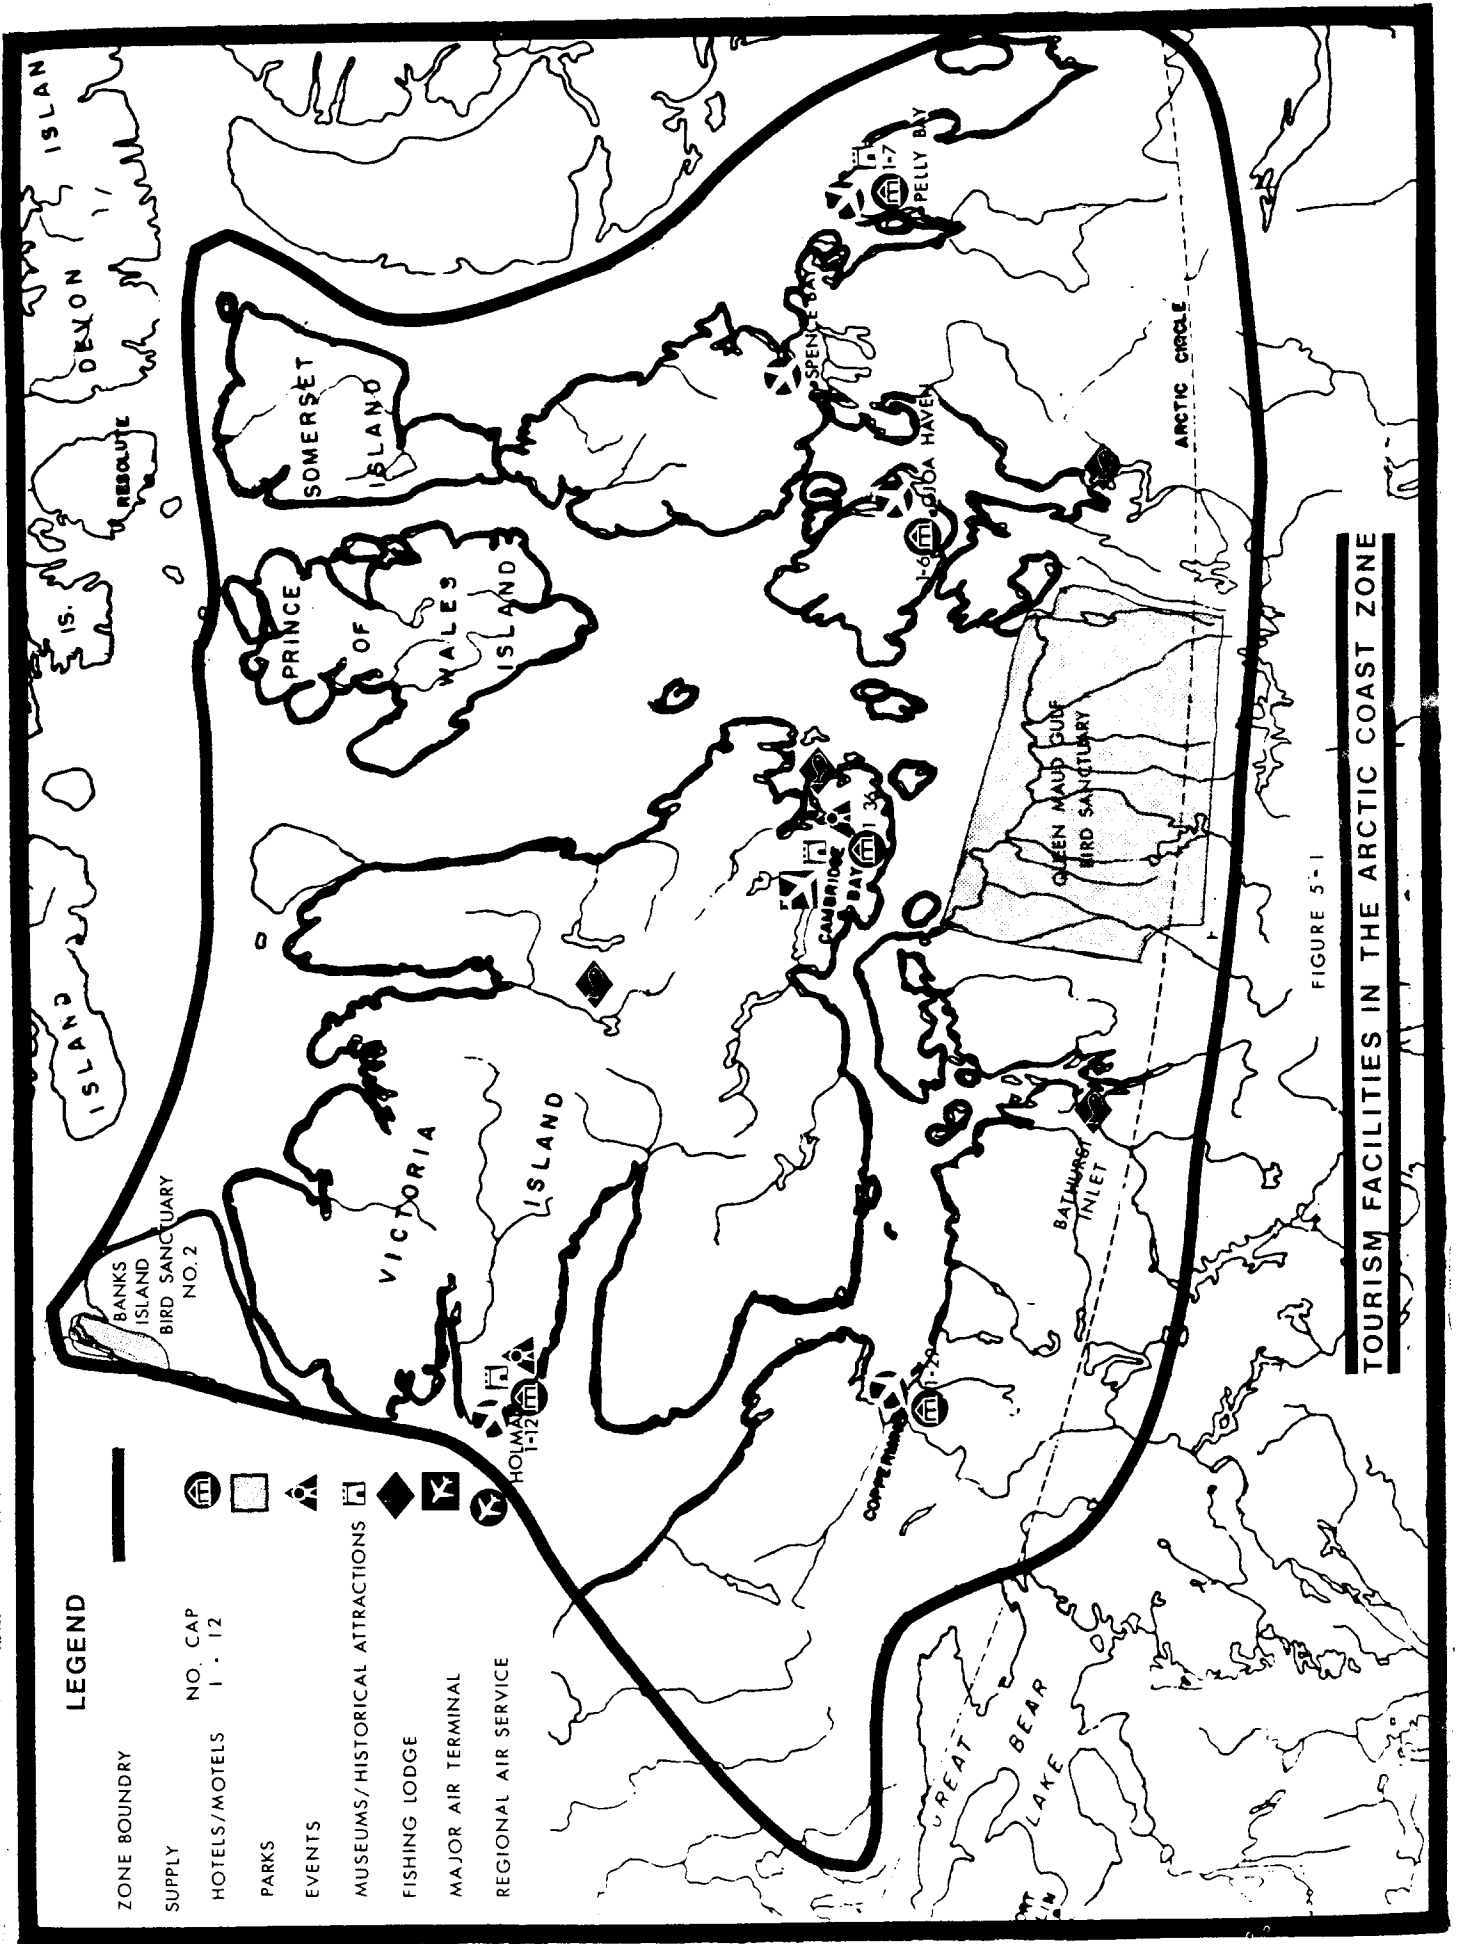 LEGEND
ZONE BOUNDARY
SUPPLY
NO. CAP
HOTELS/MOTELS 1 - 12
PARKS
EVENTS
MUSEUMS/HISTORICAL ATTRACTIONS
FISHING LODGE
MAJOR AIR TERMINAL
REGIONAL AIR SERVICE
BANKS
ISLAND
BIRD SANCTUARY
NO. 2
ISLAND
IS.
RESOLUTE
DEVON
ISLAN
SOMERSET
ISLAND
PRINCE
OF
WALES
ISLAND
VICTORIA
ISLAND
HOLMAN
1-12
CAMBRIDGE
BAY
1 36
SPENCE BAY
1-7
PELLY BAY
GJOA HAVEN
1-6
COPPERMINE
1-29
QUEEN MAUD GULF
BIRD SANCTUARY
BATHURST
INLET
ARCTIC CIRCLE
GREAT
BEAR
LAKE
FIGURE 5-1
TOURISM FACILITIES IN THE ARCTIC COAST ZONE